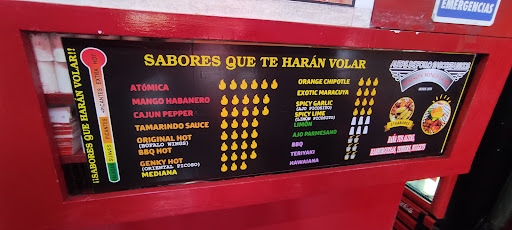 EMERGENCIAS
¡¡SABORES QUE HARÁN VOLAR!!
SABORES QUE TE HARÁN VOLAR
ATÓMICA
MANGO HABANERO
CAJUN PEPPER
TAMARINDO SAUCE
ORIGINAL HOT
(BUFALO WINGS)
BBQ HOT
GENKY HOT
(ORIENTAL PICOSO)
MEDIANA
ORANGE CHIPOTLE
EXOTIC MARACUYA
SPICY GARLIC
(AJO PICOSITO)
SPICY LIME
(LIMÓN PICOSITO)
LIMÓN
AJO PARMESANO
BBQ
TERIYAKI
HAWAIANA